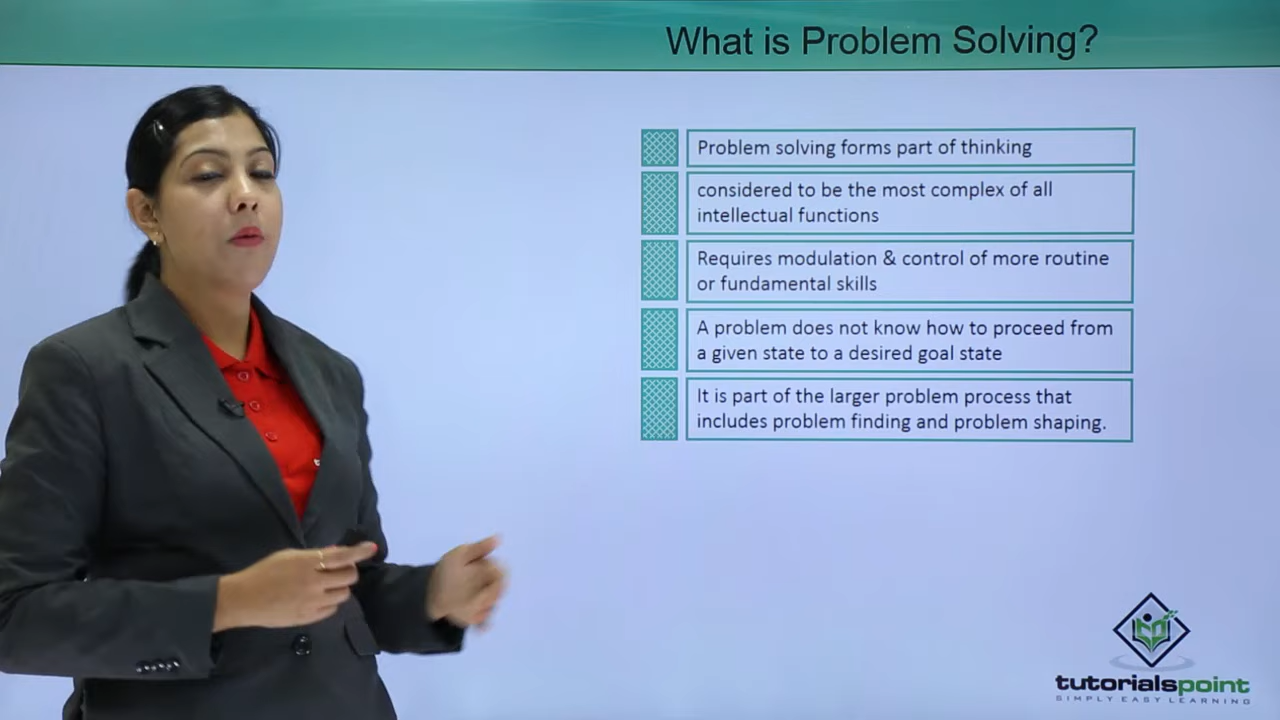 What is Problem Solving?
Problem solving forms part of thinking
considered to be the most complex of all
intellectual functions
Requires modulation & control of more routine
or fundamental skills
A problem does not know how to proceed from
a given state to a desired goal state
It is part of the larger problem process that
includes problem finding and problem shaping.
tutorialspoint
SIMPLY EASY LEARNING